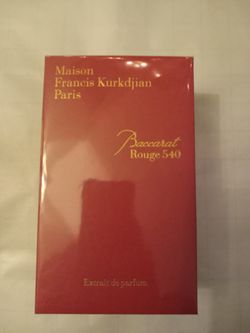 Maison
Francis Kurkdjian
Paris
Baccarat
Rouge 540
Extrait de parfum